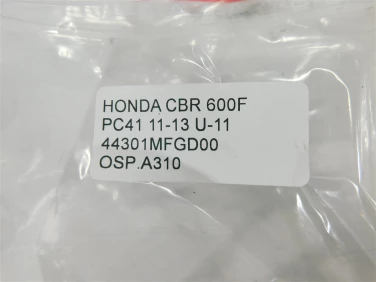 HONDA CBR 600F
PC41 11-13 U-11
44301MFGD00
OSP.A310